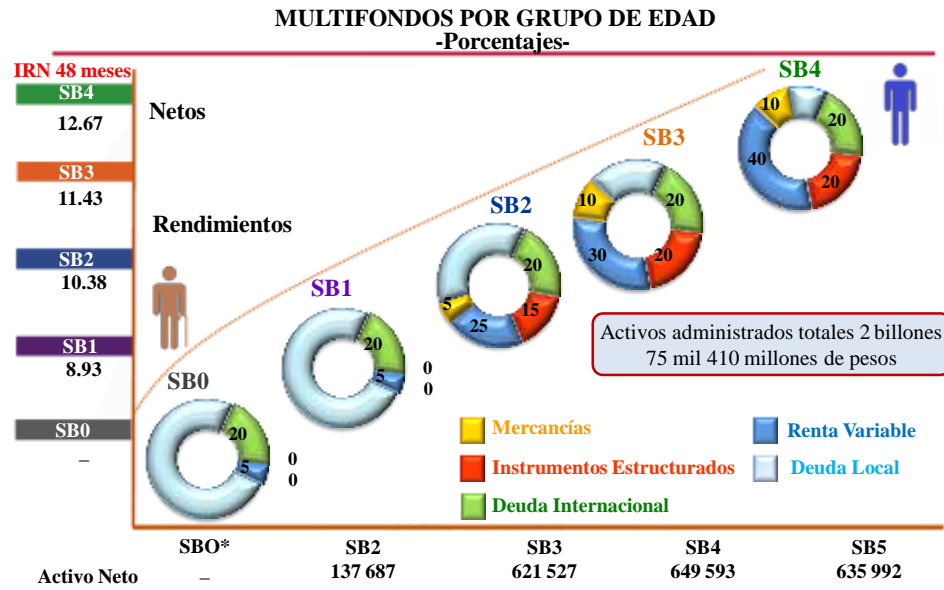 MULTIFONDOS POR GRUPO DE EDAD
-Porcentajes-
IRN 48 meses
SB4
12.67
SB3
11.43
SB2
10.38
SB1
8.93
SB0
–
Netos
Rendimientos
SB4
10
20
40
20
SB3
10
20
30
20
SB2
20
5
15
25
SB1
20
5
0
0
SB0
20
5
0
0
Activos administrados totales 2 billones
75 mil 410 millones de pesos
Mercancías
Renta Variable
Instrumentos Estructurados
Deuda Local
Deuda Internacional
SBO* SB2 SB3 SB4 SB5
Activo Neto – 137 687 621 527 649 593 635 992